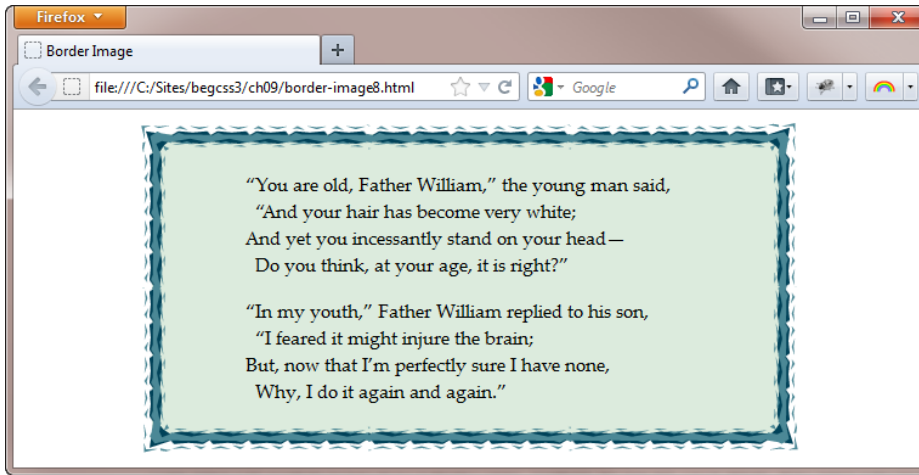 Firefox
Border Image
file:///C:/Sites/begcss3/ch09/border-image8.html
Google
“You are old, Father William,” the young man said,
“And your hair has become very white;
And yet you incessantly stand on your head—
Do you think, at your age, it is right?”
“In my youth,” Father William replied to his son,
“I feared it might injure the brain;
But, now that I’m perfectly sure I have none,
Why, I do it again and again.”